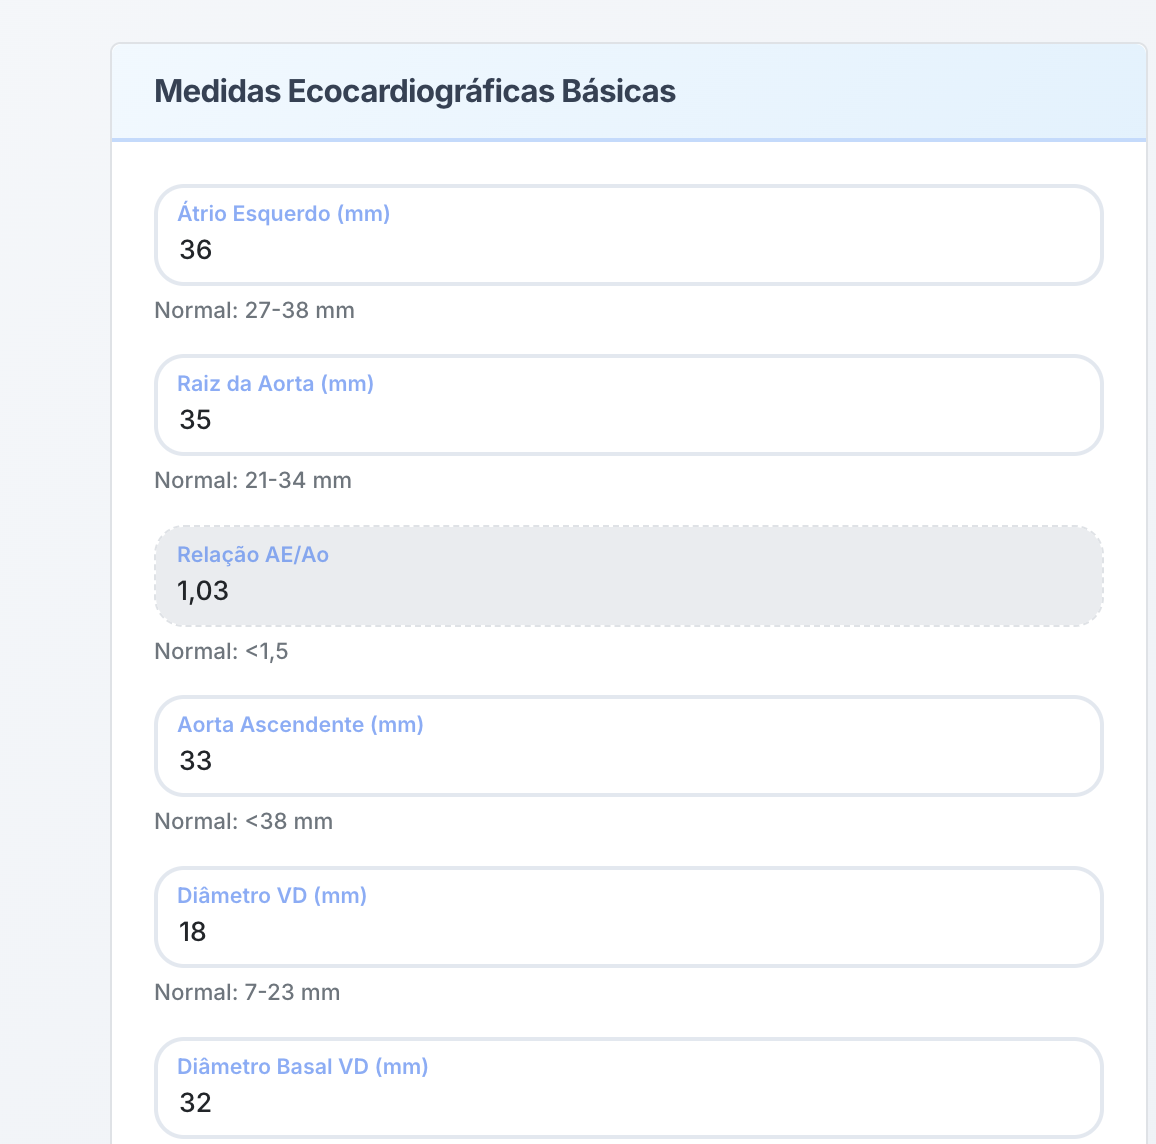 Medidas Ecocardiográficas Básicas
Átrio Esquerdo (mm)
36
Normal: 27-38 mm
Raiz da Aorta (mm)
35
Normal: 21-34 mm
Relação AE/Ao
1,03
Normal: <1,5
Aorta Ascendente (mm)
33
Normal: <38 mm
Diâmetro VD (mm)
18
Normal: 7-23 mm
Diâmetro Basal VD (mm)
32